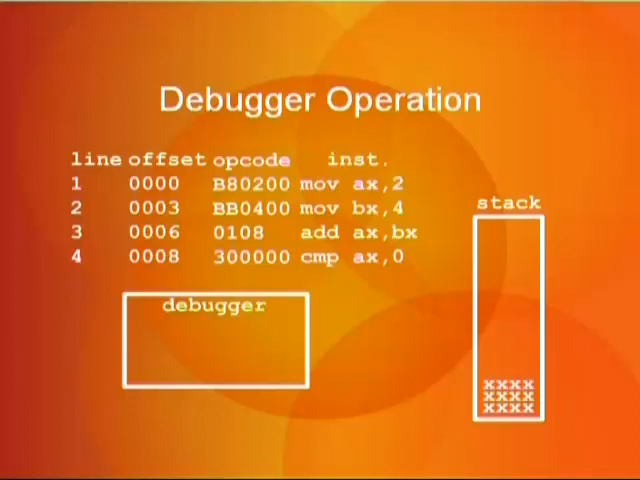 Debugger Operation
line offset opcode inst.
1 0000 B80200 mov ax,2
2 0003 BB0400 mov bx,4
3 0006 0108 add ax,bx
4 0008 300000 cmp ax,0
stack
debugger
xxxx
xxxx
xxxx